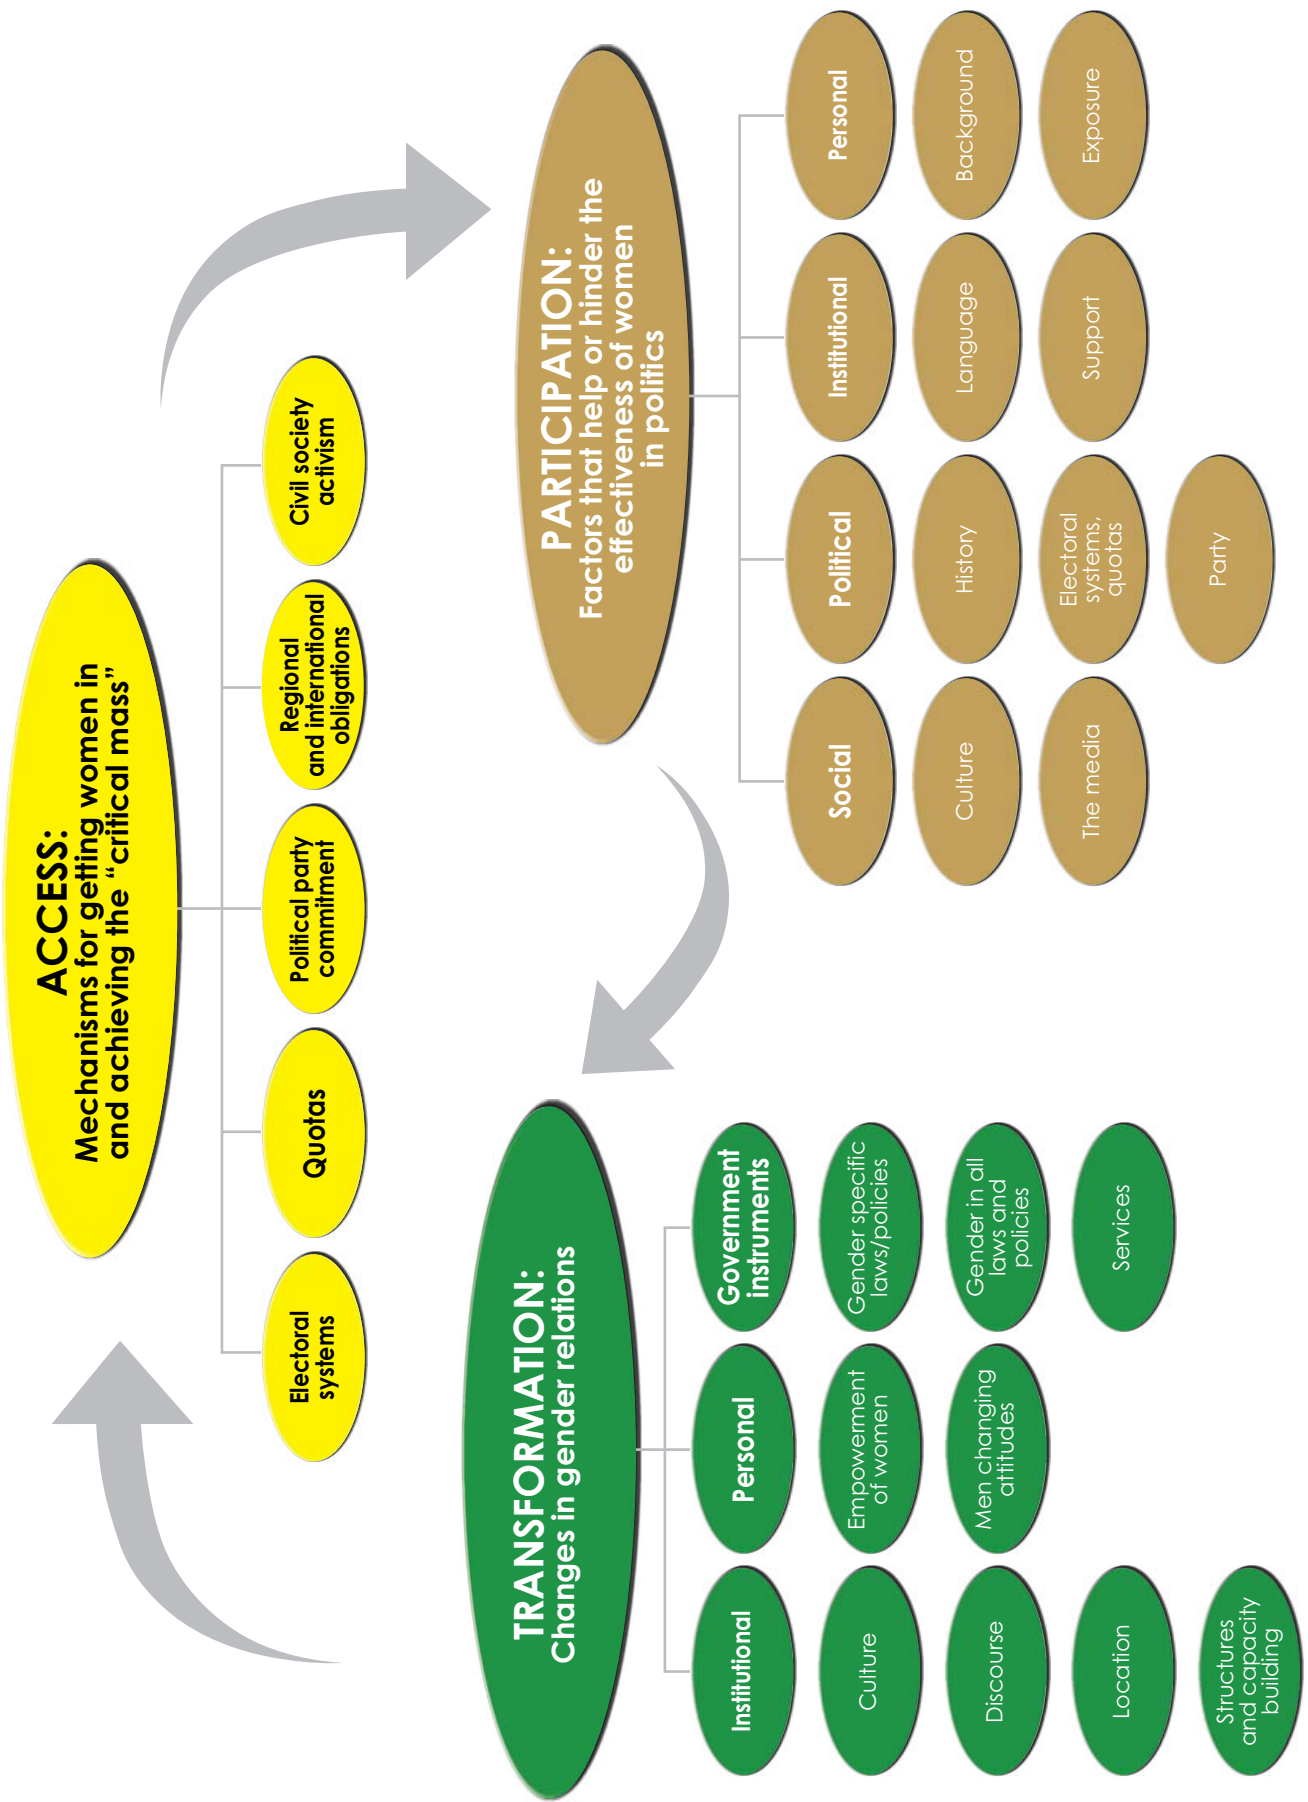 ACCESS:
Mechanisms for getting women in
and achieving the “critical mass”
Electoral
systems
Quotas
Political party
commitment
Regional
and international
obligations
Civil society
activism
PARTICIPATION:
Factors that help or hinder the
effectiveness of women
in politics
Social
Culture
The media
Political
History
Electoral
systems,
quotas
Party
Institutional
Language
Support
Personal
Background
Exposure
TRANSFORMATION:
Changes in gender relations
Institutional
Culture
Discourse
Location
Structures
and capacity
building
Personal
Empowerment
of women
Men changing
attitudes
Government
instruments
Gender specific
laws/policies
Gender in all
laws and
policies
Services